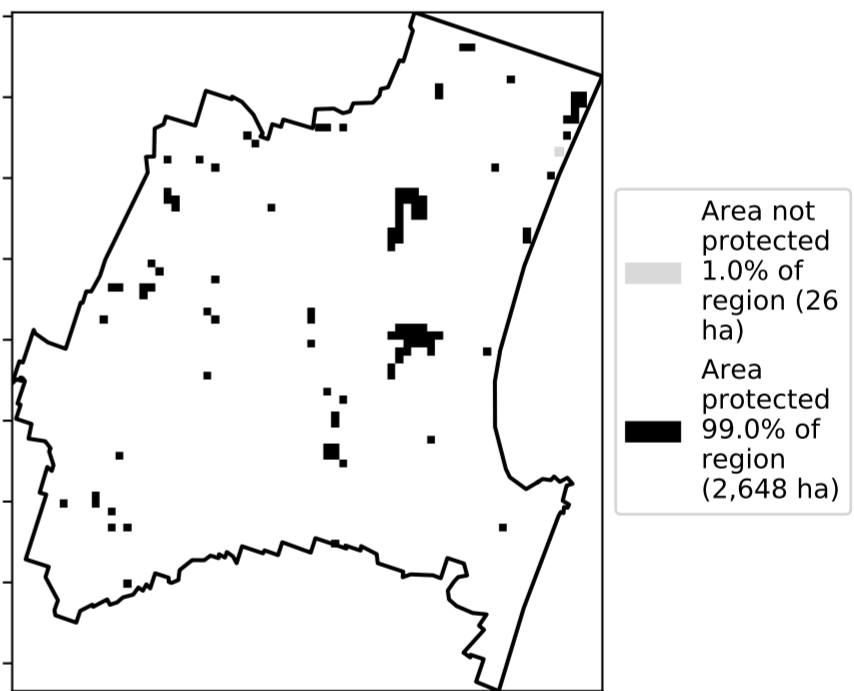 Area not
protected
1.0% of
region (26
ha)
Area
protected
99.0% of
region
(2,648 ha)